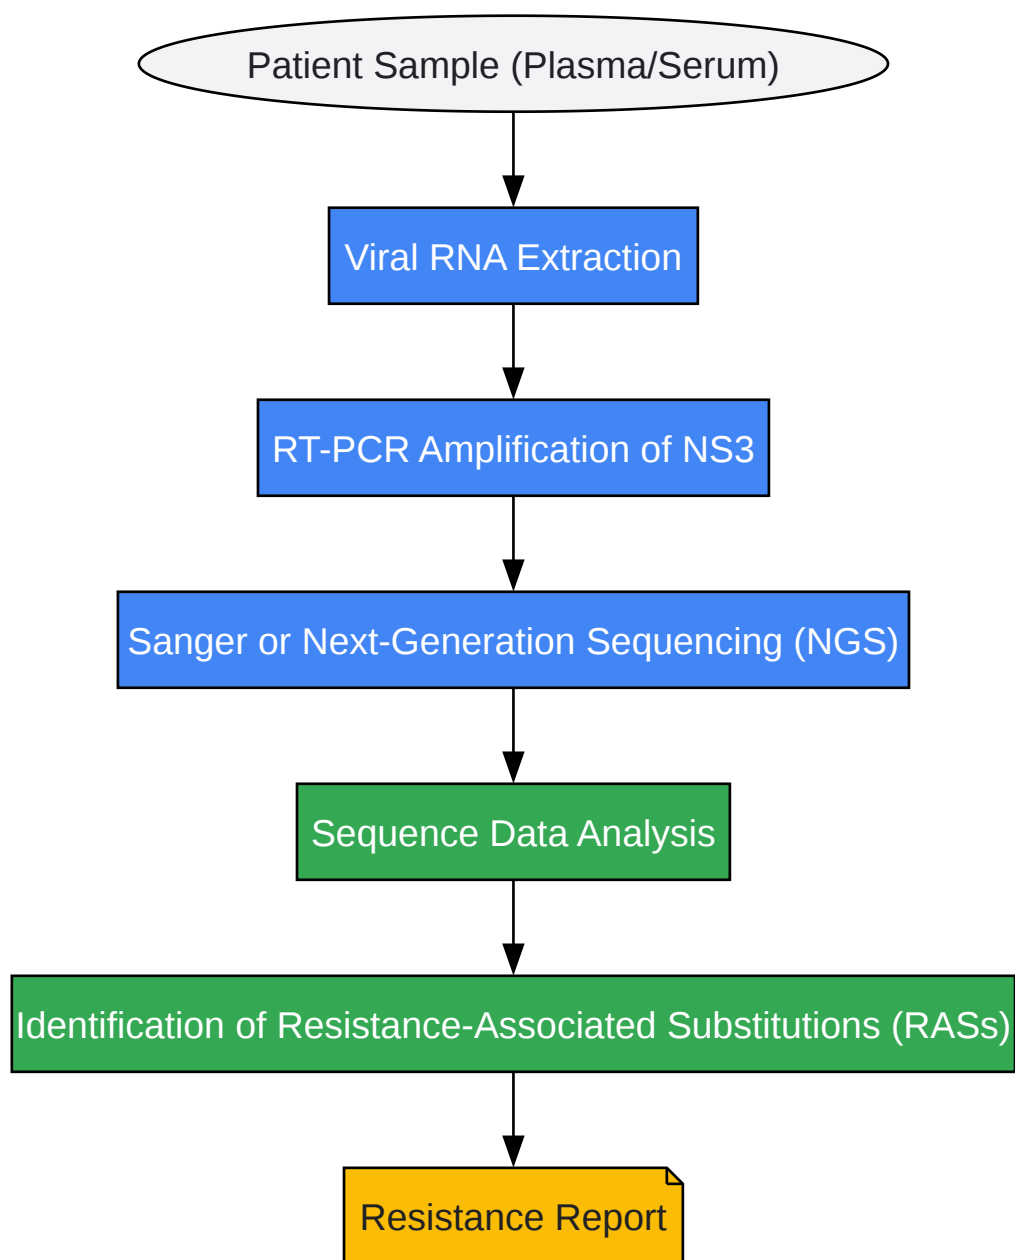 Patient Sample (Plasma/Serum)
Viral RNA Extraction
RT-PCR Amplification of NS3
Sanger or Next-Generation Sequencing (NGS)
Sequence Data Analysis
Identification of Resistance-Associated Substitutions (RASs)
Resistance Report